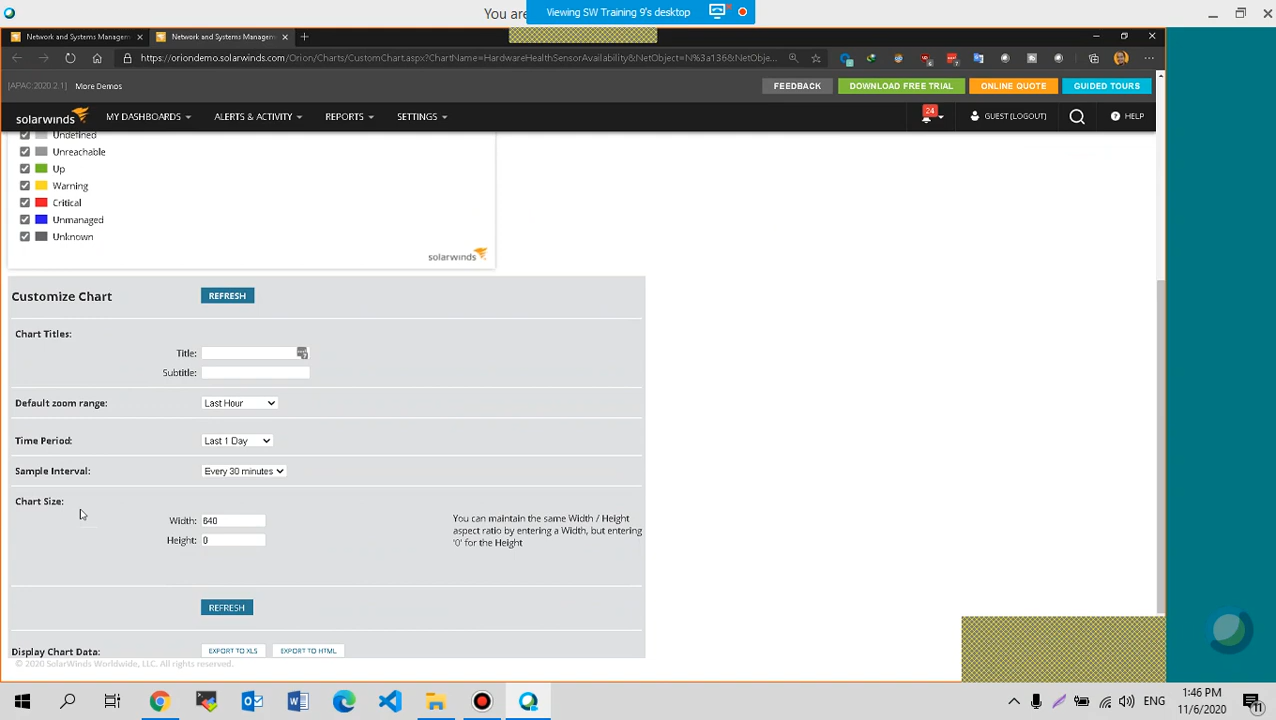 You are
Viewing SW Training 9's desktop
Network and Systems Managem
Network and Systems Managem
https://oriondemo.solarwinds.com/Orion/Charts/CustomChart.aspx?ChartName=HardwareHealthSensorAvailability&NetObject=N%3a136&NetObje...
[APAC:2020.2.1]
More Demos
FEEDBACK
DOWNLOAD FREE TRIAL
ONLINE QUOTE
GUIDED TOURS
solarwinds
MY DASHBOARDS
ALERTS & ACTIVITY
REPORTS
SETTINGS
24
GUEST (LOGOUT)
HELP
Undefined
Unreachable
Up
Warning
Critical
Unmanaged
Unknown
solarwinds
Customize Chart
REFRESH
Chart Titles:
Title:
Subtitle:
Default zoom range:
Last Hour
Time Period:
Last 1 Day
Sample Interval:
Every 30 minutes
Chart Size:
Width:
640
Height:
0
You can maintain the same Width / Height
aspect ratio by entering a Width, but entering
'0' for the Height
REFRESH
Display Chart Data:
EXPORT TO XLS
EXPORT TO HTML
© 2020 SolarWinds Worldwide, LLC. All rights reserved.
ENG
1:46 PM
11/6/2020